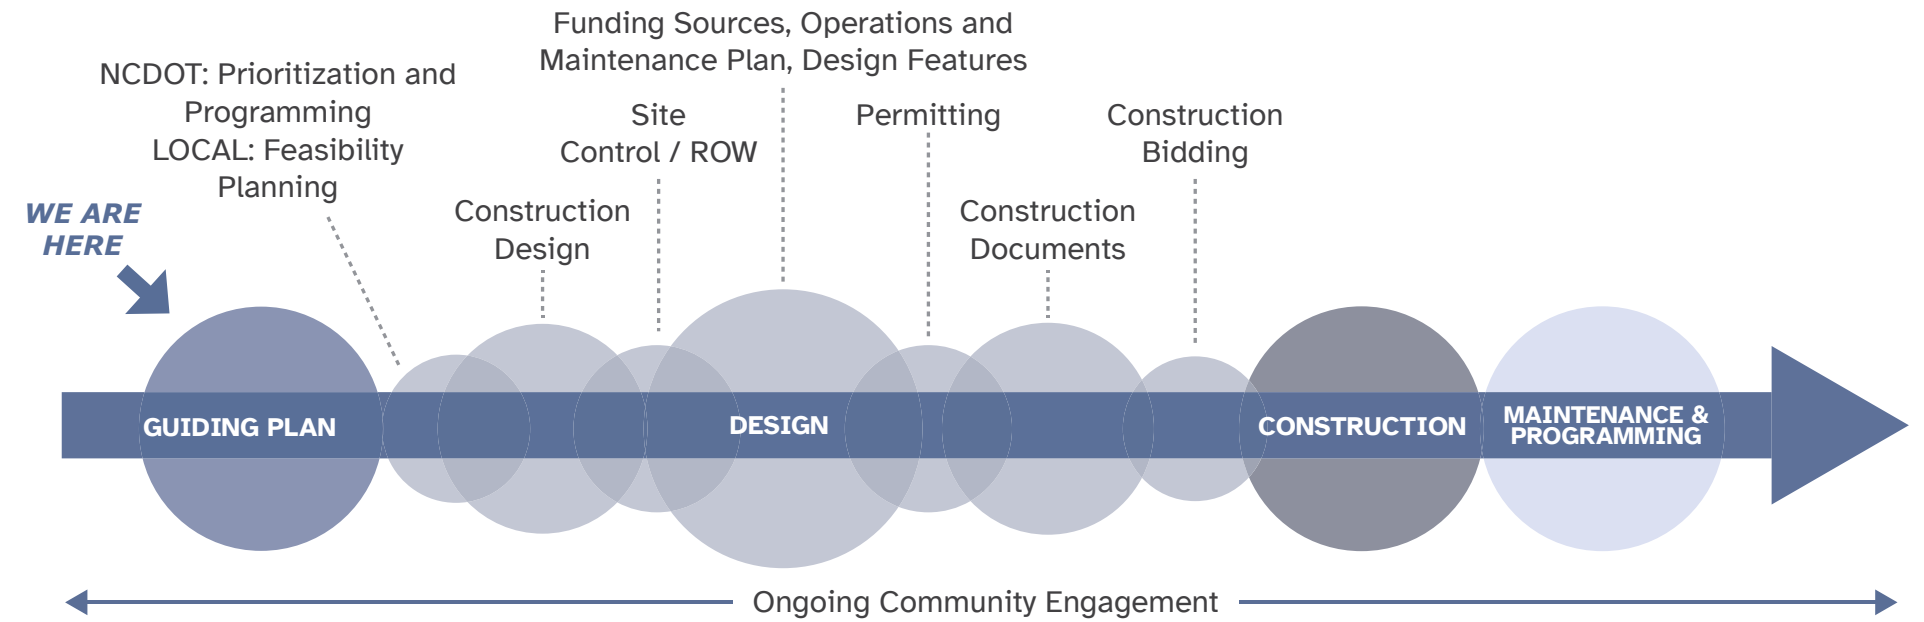 Funding Sources, Operations and
Maintenance Plan, Design Features
NCDOT: Prioritization and
Programming
LOCAL: Feasibility
Planning
Site
Control / ROW
Permitting
Construction
Bidding
WE ARE
HERE
Construction
Design
Construction
Documents
GUIDING PLAN
DESIGN
CONSTRUCTION
MAINTENANCE &
PROGRAMMING
Ongoing Community Engagement